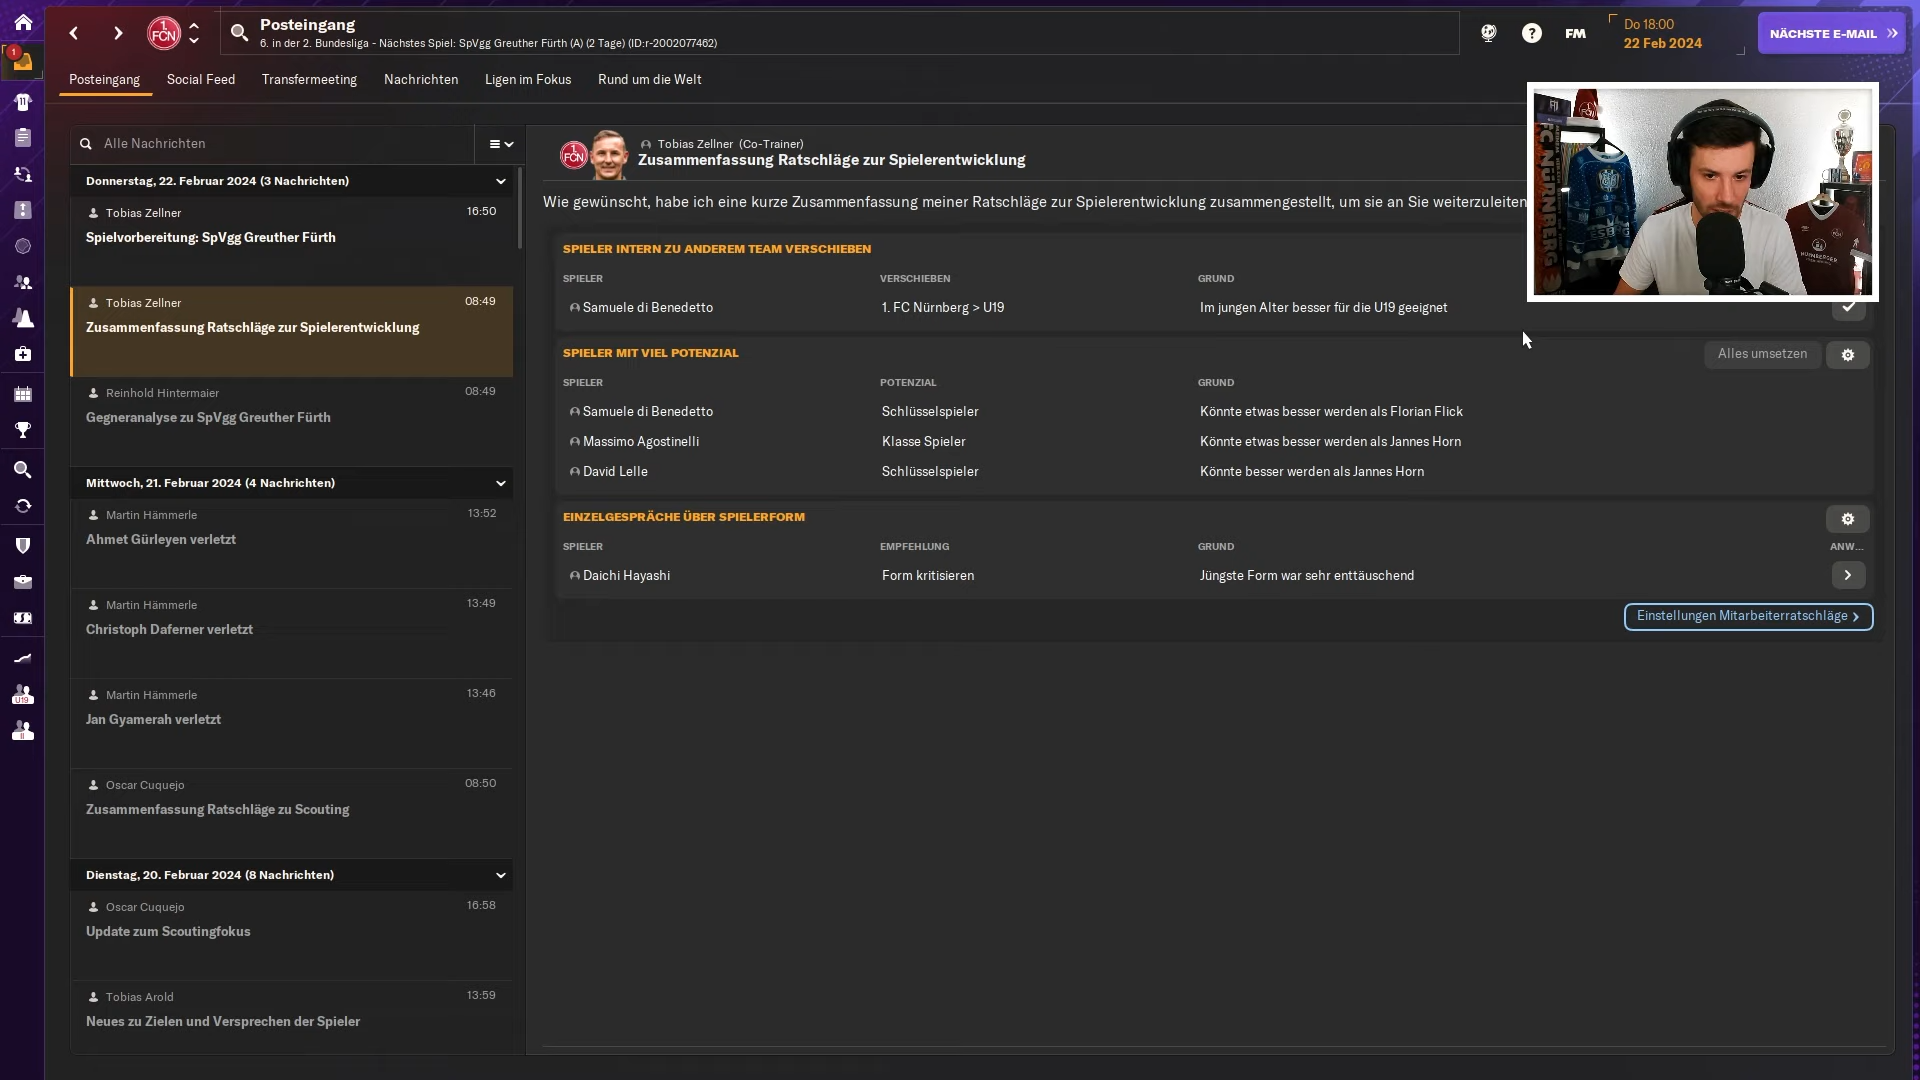 Posteingang
6. in der 2. Bundesliga - Nächstes Spiel: SpVgg Greuther Fürth (A) (2 Tage) (ID:r-2002077462)
FM
Do 18:00
22 Feb 2024
NÄCHSTE E-MAIL
1
Posteingang
Social Feed
Transfermeeting
Nachrichten
Ligen im Fokus
Rund um die Welt
Alle Nachrichten
Donnerstag, 22. Februar 2024 (3 Nachrichten)
Tobias Zellner
16:50
Spielvorbereitung: SpVgg Greuther Fürth
Tobias Zellner
08:49
Zusammenfassung Ratschläge zur Spielerentwicklung
Reinhold Hintermaier
08:49
Gegneranalyse zu SpVgg Greuther Fürth
Mittwoch, 21. Februar 2024 (4 Nachrichten)
Martin Hämmerle
13:52
Ahmet Gürleyen verletzt
Martin Hämmerle
13:49
Christoph Daferner verletzt
Martin Hämmerle
13:46
Jan Gyamerah verletzt
Oscar Cuquejo
08:50
Zusammenfassung Ratschläge zu Scouting
Dienstag, 20. Februar 2024 (8 Nachrichten)
Oscar Cuquejo
16:58
Update zum Scoutingfokus
Tobias Arold
13:59
Neues zu Zielen und Versprechen der Spieler
Tobias Zellner (Co-Trainer)
Zusammenfassung Ratschläge zur Spielerentwicklung
Wie gewünscht, habe ich eine kurze Zusammenfassung meiner Ratschläge zur Spielerentwicklung zusammengestellt, um sie an Sie weiterzuleiten
SPIELER INTERN ZU ANDEREM TEAM VERSCHIEBEN
SPIELER VERSCHIEBEN GRUND
Samuele di Benedetto 1. FC Nürnberg > U19 Im jungen Alter besser für die U19 geeignet
SPIELER MIT VIEL POTENZIAL
Alles umsetzen
SPIELER POTENZIAL GRUND
Samuele di Benedetto Schlüsselspieler Könnte etwas besser werden als Florian Flick
Massimo Agostinelli Klasse Spieler Könnte etwas besser werden als Jannes Horn
David Lelle Schlüsselspieler Könnte besser werden als Jannes Horn
EINZELGESPRÄCHE ÜBER SPIELERFORM
SPIELER EMPFEHLUNG GRUND ANW...
Daichi Hayashi Form kritisieren Jüngste Form war sehr enttäuschend
Einstellungen Mitarbeiterratschläge
U19
II
FCN
FCN
FC NÜRNBERG